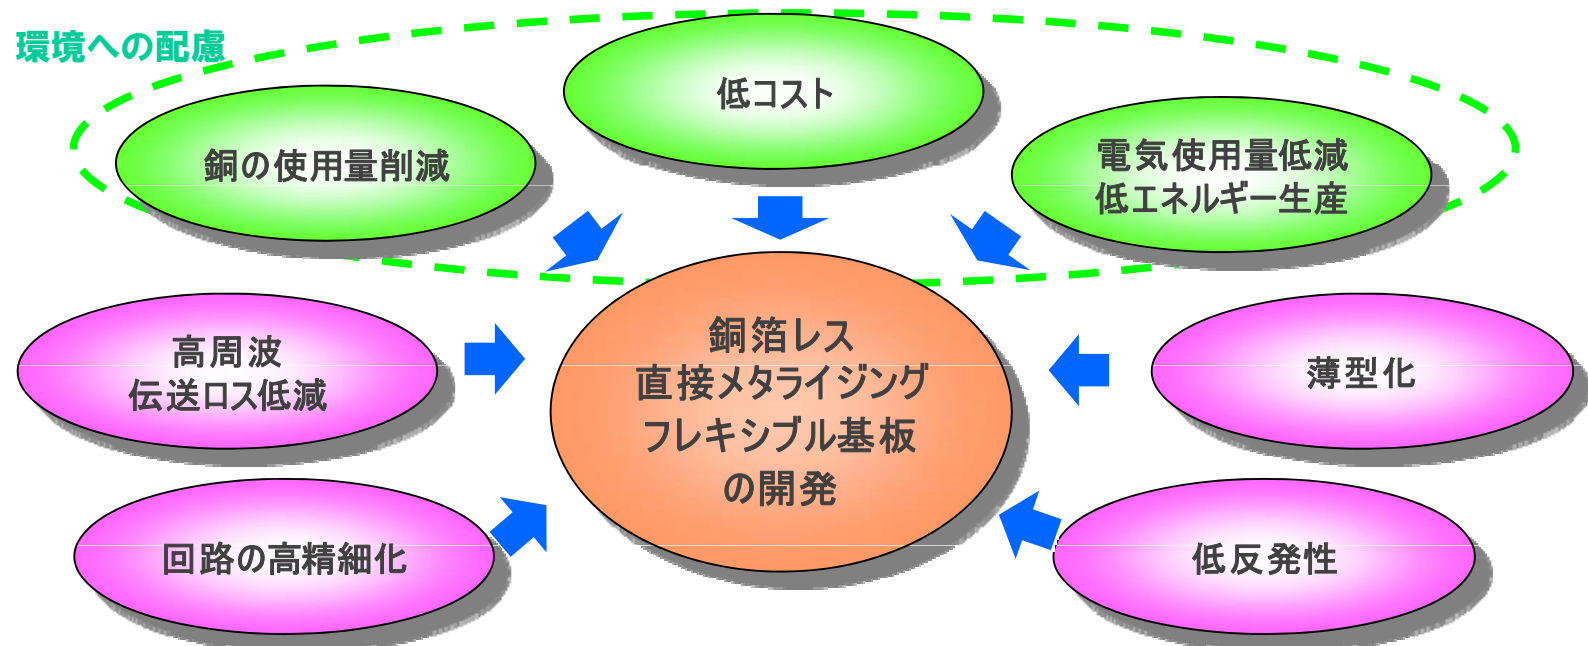 環境への配慮
低コスト
銅の使用量削減
電気使用量低減
低エネルギー生産
高周波
伝送ロス低減
銅箔レス
直接メタライジング
フレキシブル基板
の開発
薄型化
回路の高精細化
低反発性